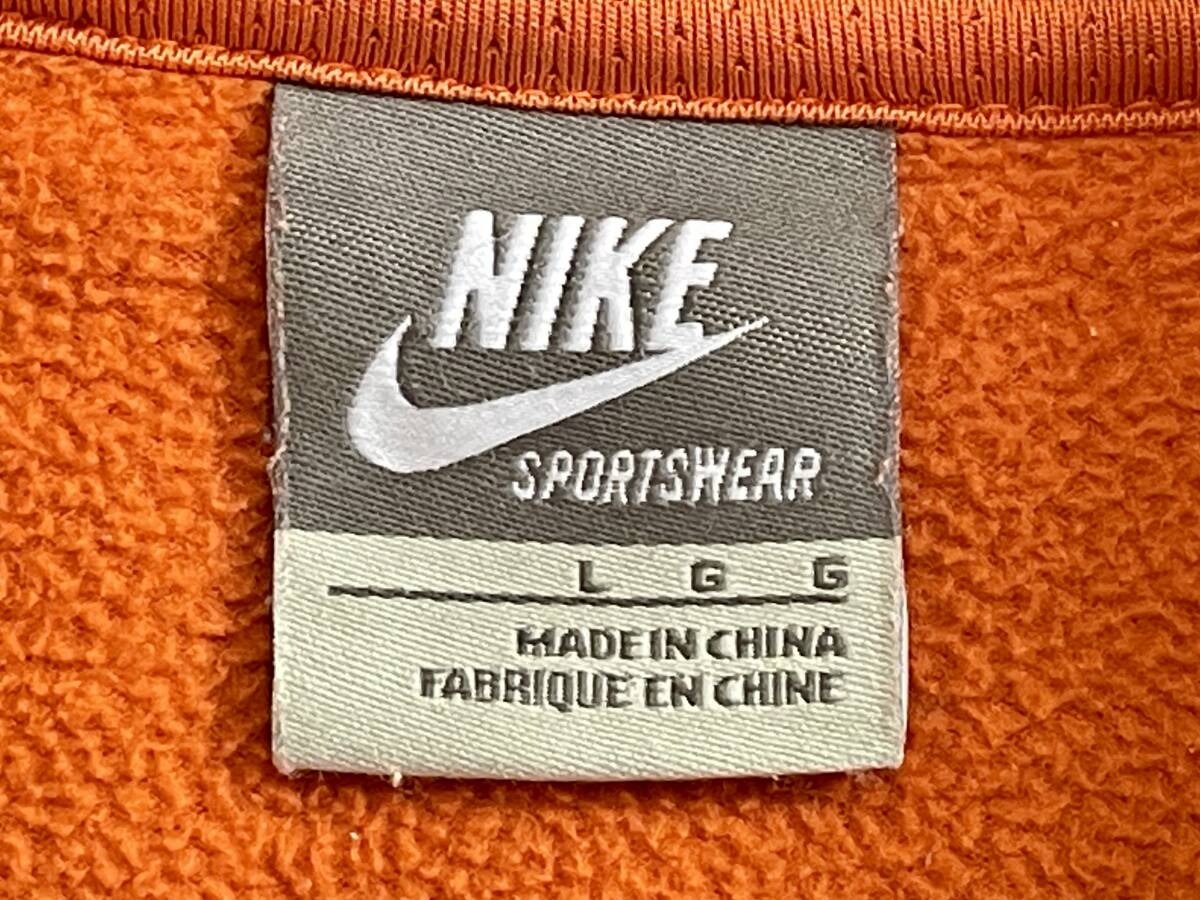 NIKE
SPORTSWEAR
L G G
MADE IN CHINA
FABRIQUE EN CHINE